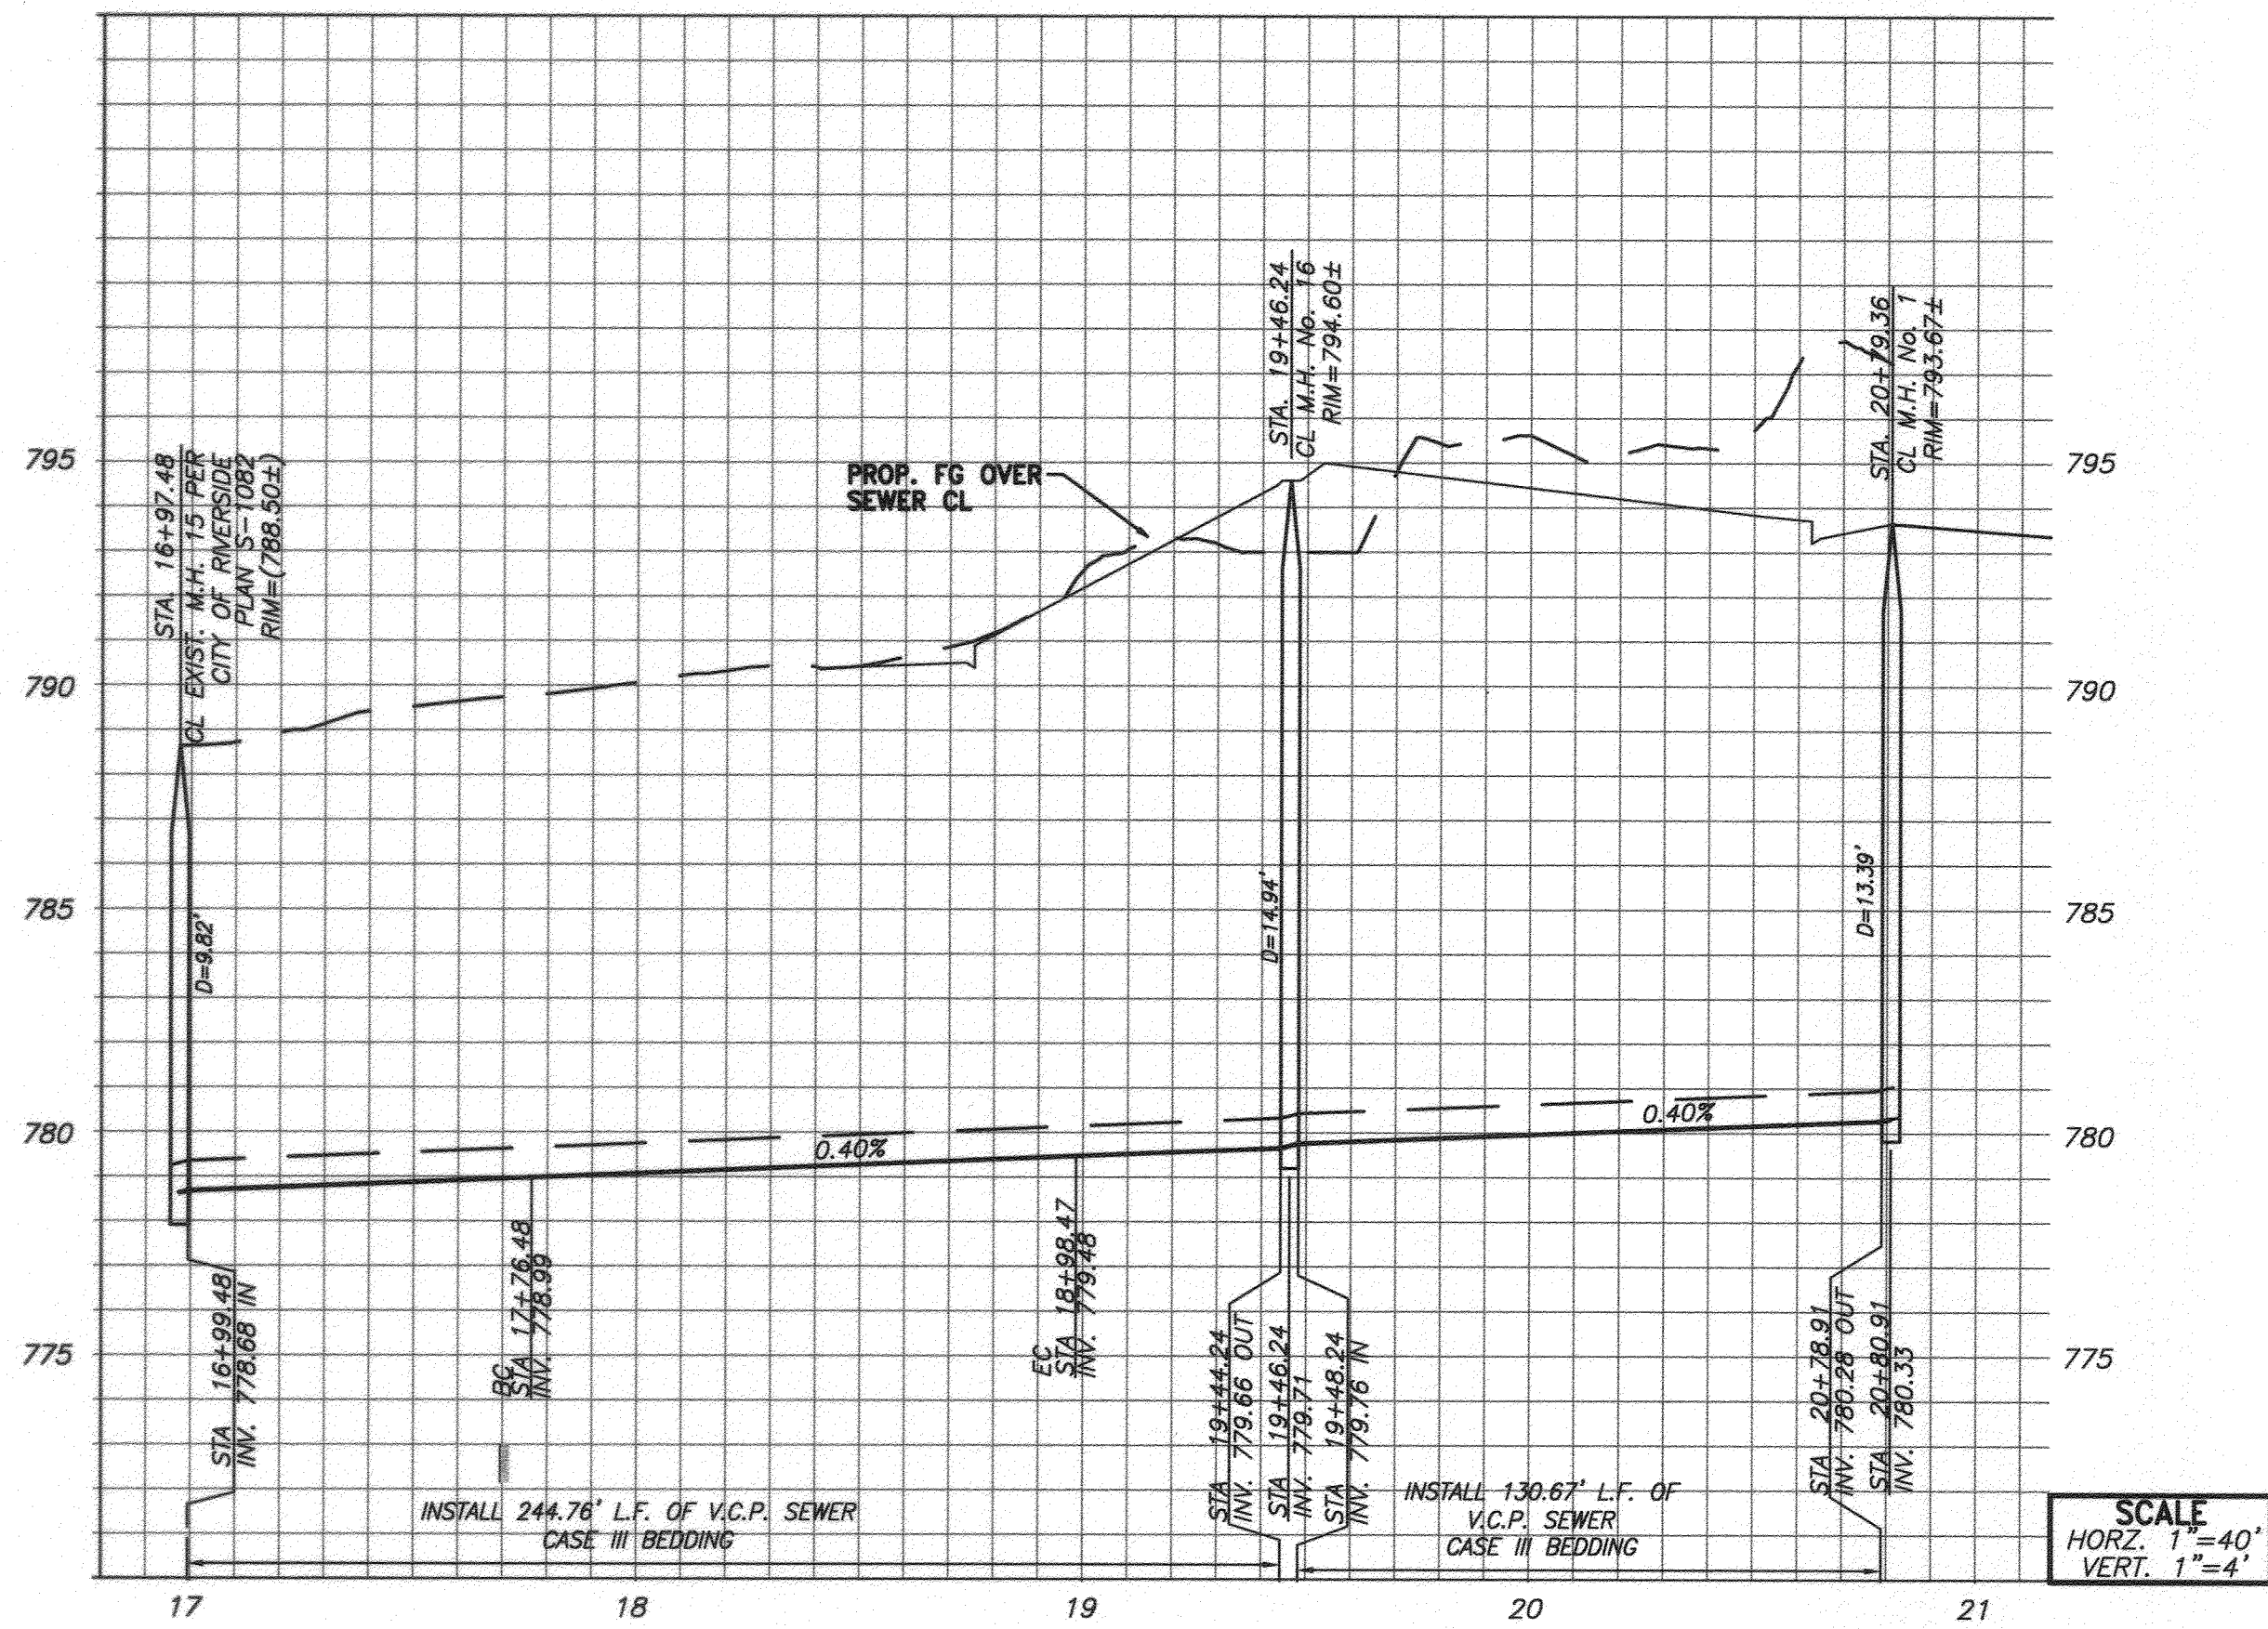 STA. 19+46.24
CL M.H. No. 16
RIM=794.60±
STA. 20+79.36
CL M.H. No. 1
RIM=793.67±
STA. 16+97.48
CL EXIST. M.H. 15 PER
CITY OF RIVERSIDE
PLAN S-1082
RIM=(788.50±)
PROP. FG OVER
SEWER CL
795
795
790
790
785
785
780
780
775
775
D=9.82'
D=14.94'
D=13.39'
0.40%
0.40%
STA 16+99.48
INV. 778.68 IN
BC
STA 17+76.48
INV. 778.99
EC
STA 18+98.47
INV. 779.48
STA 19+44.24
INV. 779.66 OUT
STA 19+46.24
INV. 779.71
STA 19+48.24
INV. 779.76 IN
STA 20+78.91
INV. 780.28 OUT
STA 20+80.91
INV. 780.33
INSTALL 244.76' L.F. OF V.C.P. SEWER
CASE III BEDDING
INSTALL 130.67' L.F. OF
V.C.P. SEWER
CASE III BEDDING
SCALE
HORZ. 1"=40'
VERT. 1"=4'
17
18
19
20
21